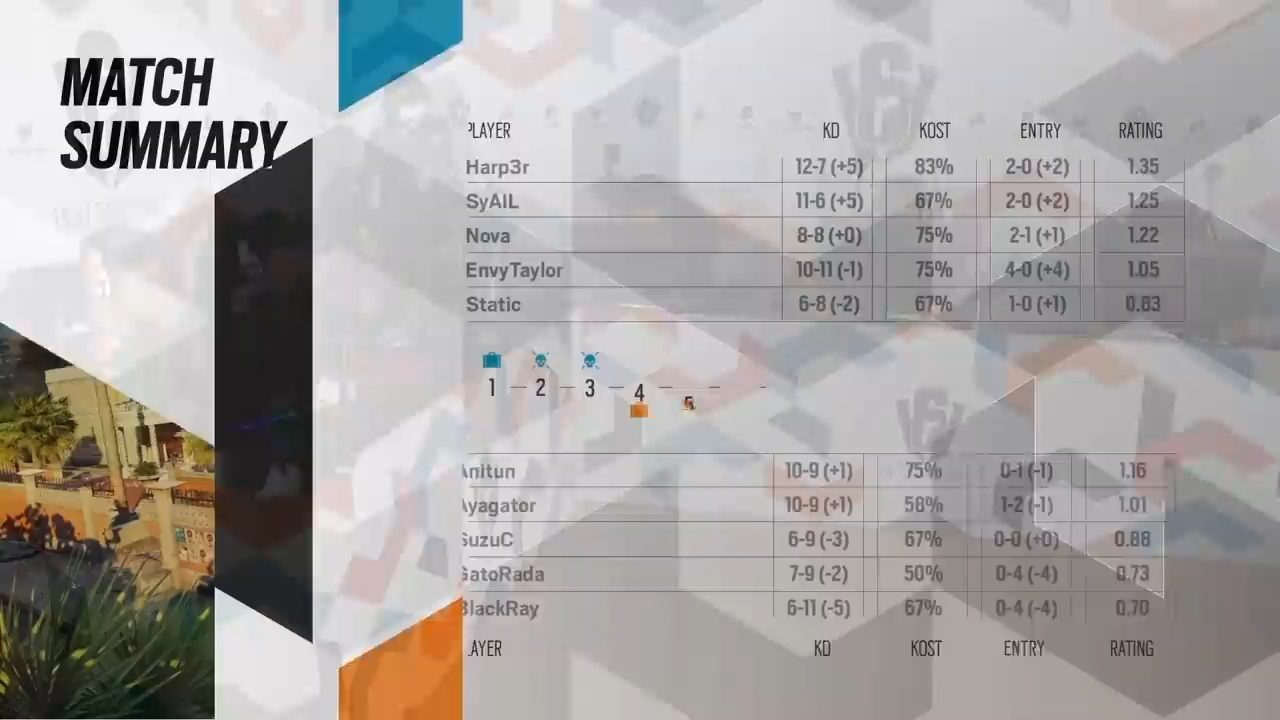 MATCH
SUMMARY
PLAYER KD KOST ENTRY RATING
Harp3r 12-7 (+5) 83% 2-0 (+2) 1.35
SyAIL 11-6 (+5) 67% 2-0 (+2) 1.25
Nova 8-8 (+0) 75% 2-1 (+1) 1.22
EnvyTaylor 10-11 (-1) 75% 4-0 (+4) 1.05
Static 6-8 (-2) 67% 1-0 (+1) 0.83
1 - 2 - 3 - 4 - 5 - -
Anitun 10-9 (+1) 75% 0-1 (-1) 1.16
Ayagator 10-9 (+1) 58% 1-2 (-1) 1.01
SuzuC 6-9 (-3) 67% 0-0 (+0) 0.88
GatoRada 7-9 (-2) 50% 0-4 (-4) 0.73
BlackRay 6-11 (-5) 67% 0-4 (-4) 0.70
LAYER KD KOST ENTRY RATING